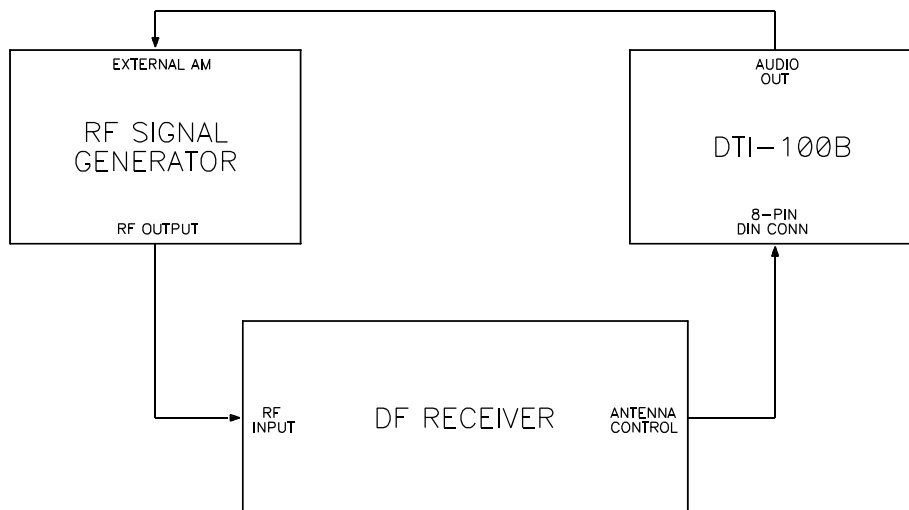 EXTERNAL AM
RF SIGNAL
GENERATOR
RF OUTPUT
AUDIO
OUT
DTI-100B
8-PIN
DIN CONN
RF
INPUT
DF RECEIVER
ANTENNA
CONTROL